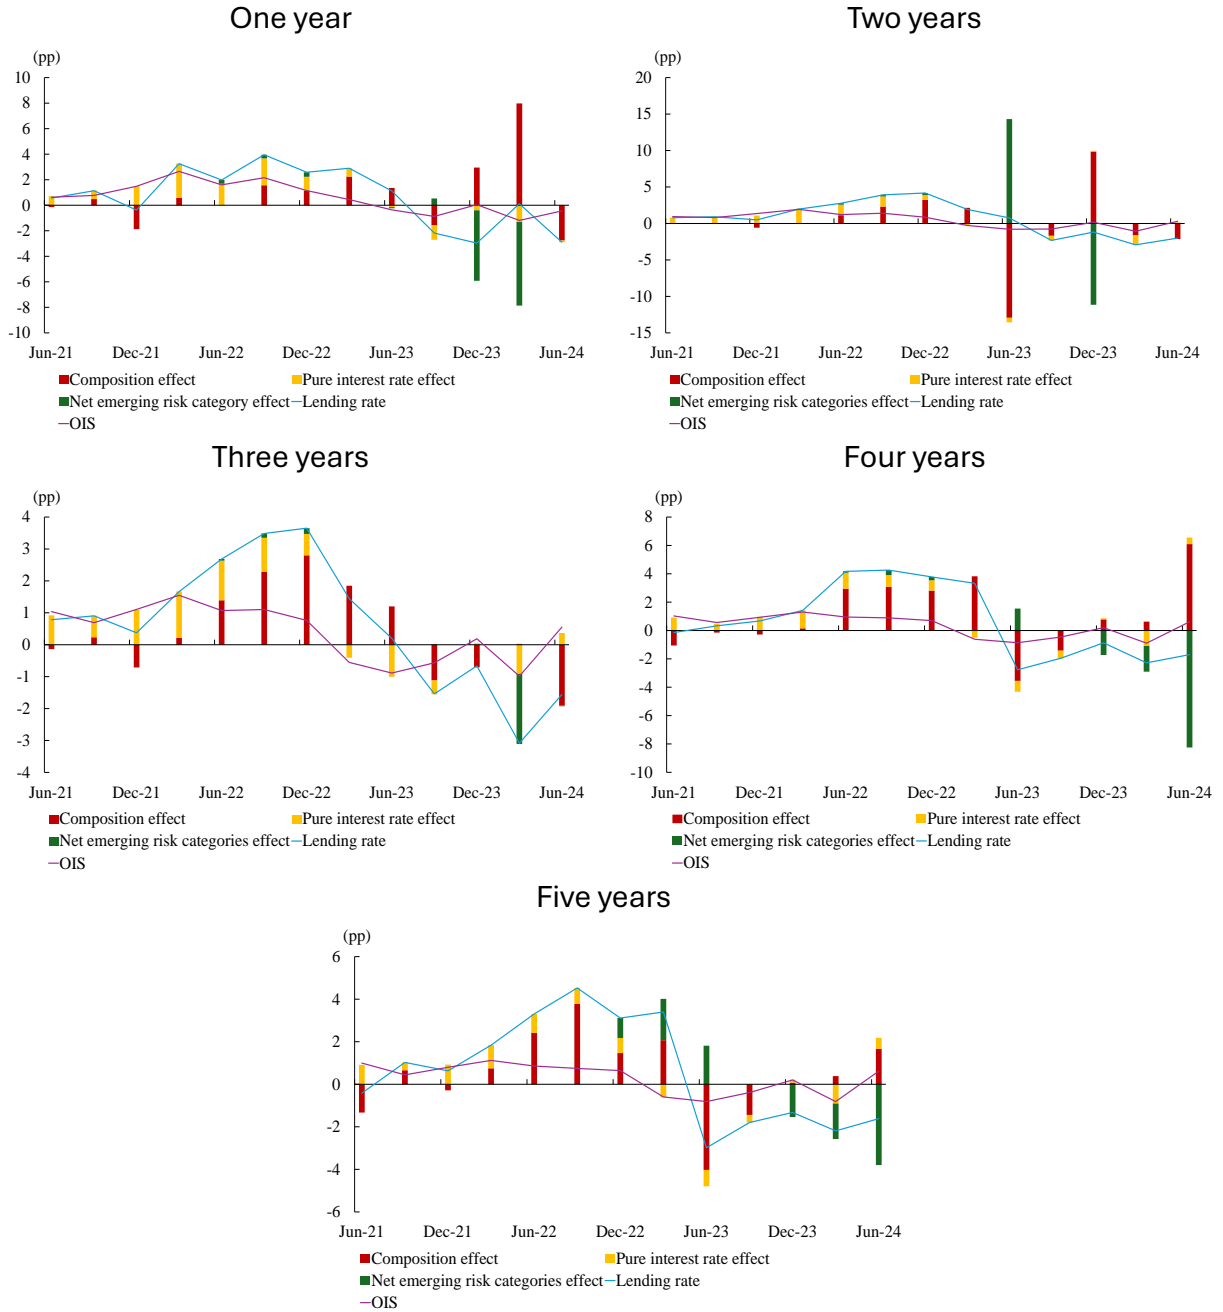 One year
(pp)
10
8
6
4
2
0
-2
-4
-6
-8
-10
Jun-21 Dec-21 Jun-22 Dec-22 Jun-23 Dec-23 Jun-24
Composition effect Pure interest rate effect
Net emerging risk category effect Lending rate
OIS
Two years
(pp)
20
15
10
5
0
-5
-10
-15
Jun-21 Dec-21 Jun-22 Dec-22 Jun-23 Dec-23 Jun-24
Composition effect Pure interest rate effect
Net emerging risk categories effect Lending rate
OIS
Three years
(pp)
4
3
2
1
0
-1
-2
-3
-4
Jun-21 Dec-21 Jun-22 Dec-22 Jun-23 Dec-23 Jun-24
Composition effect Pure interest rate effect
Net emerging risk categories effect Lending rate
OIS
Four years
(pp)
8
6
4
2
0
-2
-4
-6
-8
-10
Jun-21 Dec-21 Jun-22 Dec-22 Jun-23 Dec-23 Jun-24
Composition effect Pure interest rate effect
Net emerging risk categories effect Lending rate
OIS
Five years
(pp)
6
4
2
0
-2
-4
-6
Jun-21 Dec-21 Jun-22 Dec-22 Jun-23 Dec-23 Jun-24
Composition effect Pure interest rate effect
Net emerging risk categories effect Lending rate
OIS